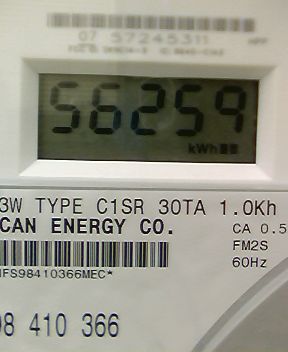 07 57245311
56259
kWh
3W TYPE C1SR 30TA 1.0Kh
CAN ENERGY CO.
CA 0.5
FM2S
60Hz
IFS98410366MEC*
98 410 366